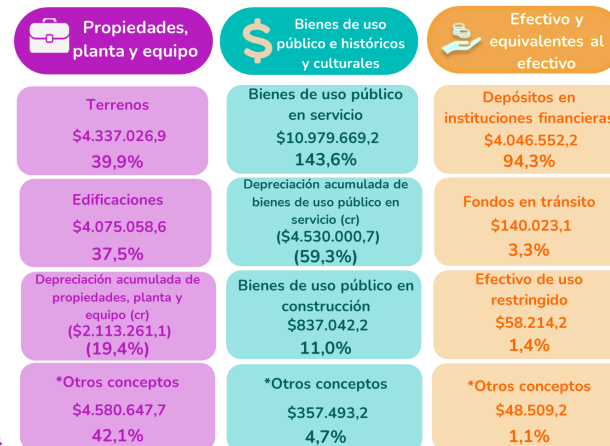 Propiedades,
planta y equipo
Terrenos
$4.337.026,9
39,9%
Edificaciones
$4.075.058,6
37,5%
Depreciación acumulada de
propiedades, planta y
equipo (cr)
($2.113.261,1)
(19,4%)
*Otros conceptos
$4.580.647,7
42,1%
Bienes de uso
público e históricos
y culturales
Bienes de uso público
en servicio
$10.979.669,2
143,6%
Depreciación acumulada de
bienes de uso público en
servicio (cr)
($4.530.000,7)
(59,3%)
Bienes de uso público en
construcción
$837.042,2
11,0%
*Otros conceptos
$357.493,2
4,7%
Efectivo y
equivalentes al
efectivo
Depósitos en
instituciones financieras
$4.046.552,2
94,3%
Fondos en tránsito
$140.023,1
3,3%
Efectivo de uso
restringido
$58.214,2
1,4%
*Otros conceptos
$48.509,2
1,1%